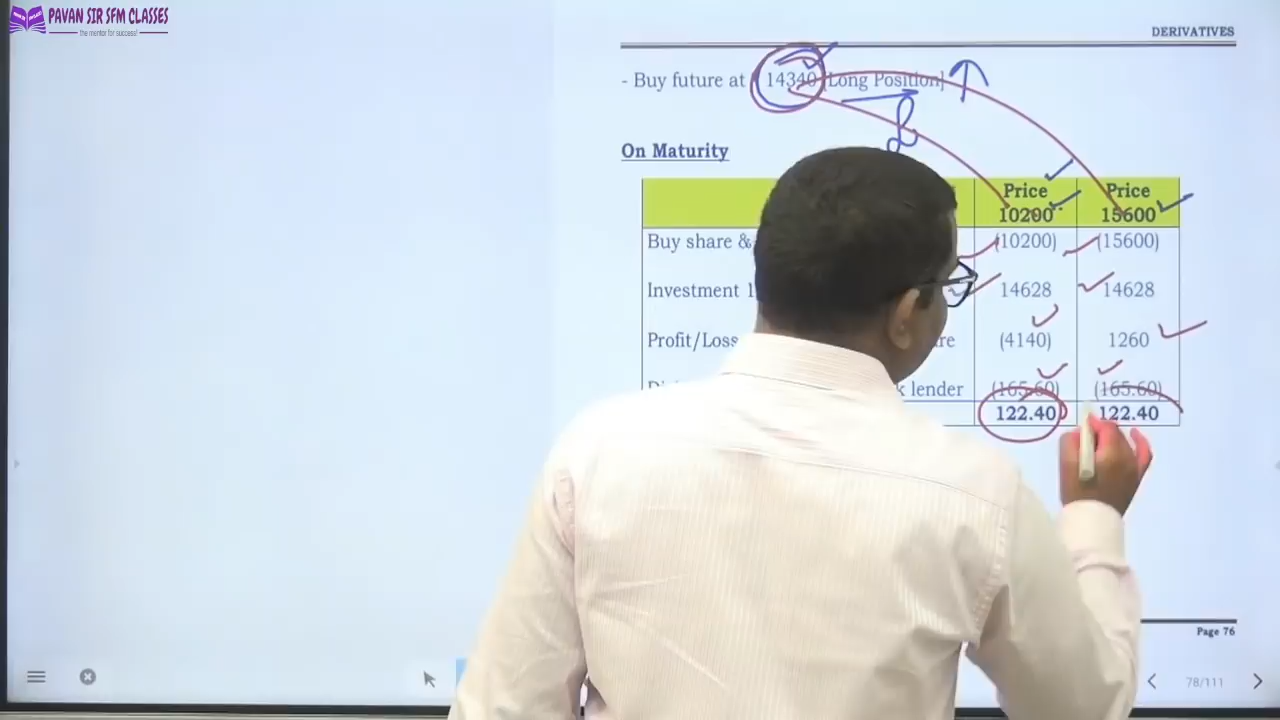 PAVAN SIR SFM CLASSES
the mentor for success!
DERIVATIVES
- Buy future at 14340 [Long Position]
L
On Maturity
Price Price
10200 15600
Buy share & (10200) (15600)
Investment 14628 14628
Profit/Loss (4140) 1260
lender (165.60) (165.60)
122.40 122.40
Page 76
78/111